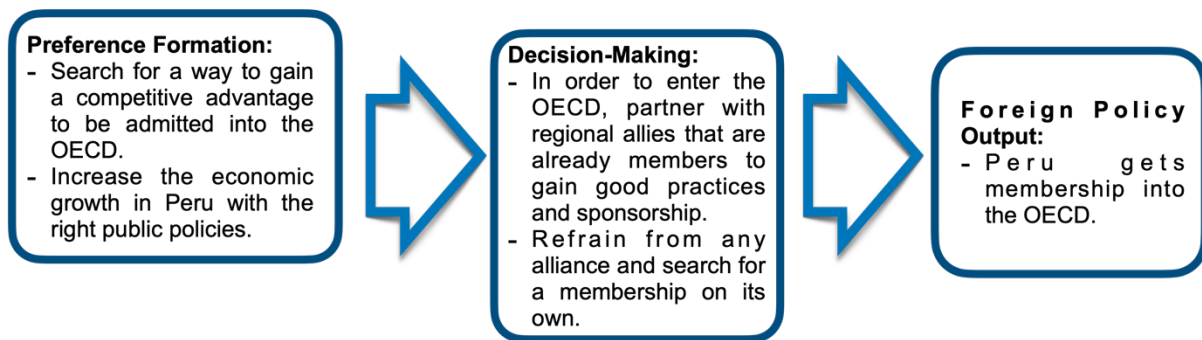 Preference Formation:
- Search for a way to gain
a competitive advantage
to be admitted into the
OECD.
- Increase the economic
growth in Peru with the
right public policies.
Decision-Making:
- In order to enter the
OECD, partner with
regional allies that are
already members to
gain good practices
and sponsorship.
- Refrain from any
alliance and search for
a membership on its
own.
Foreign Policy
Output:
- Peru gets
membership into
the OECD.